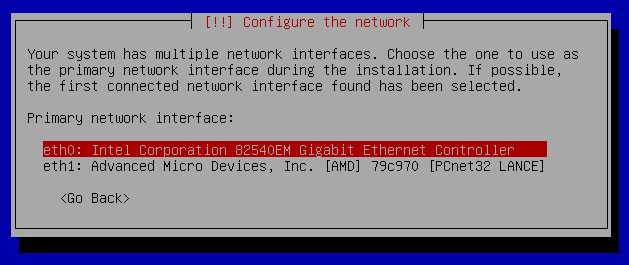 [!!] Configure the network
Your system has multiple network interfaces. Choose the one to use as
the primary network interface during the installation. If possible,
the first connected network interface found has been selected.
Primary network interface:
eth0: Intel Corporation 82540EM Gigabit Ethernet Controller
eth1: Advanced Micro Devices, Inc. [AMD] 79c970 [PCnet32 LANCE]
<Go Back>